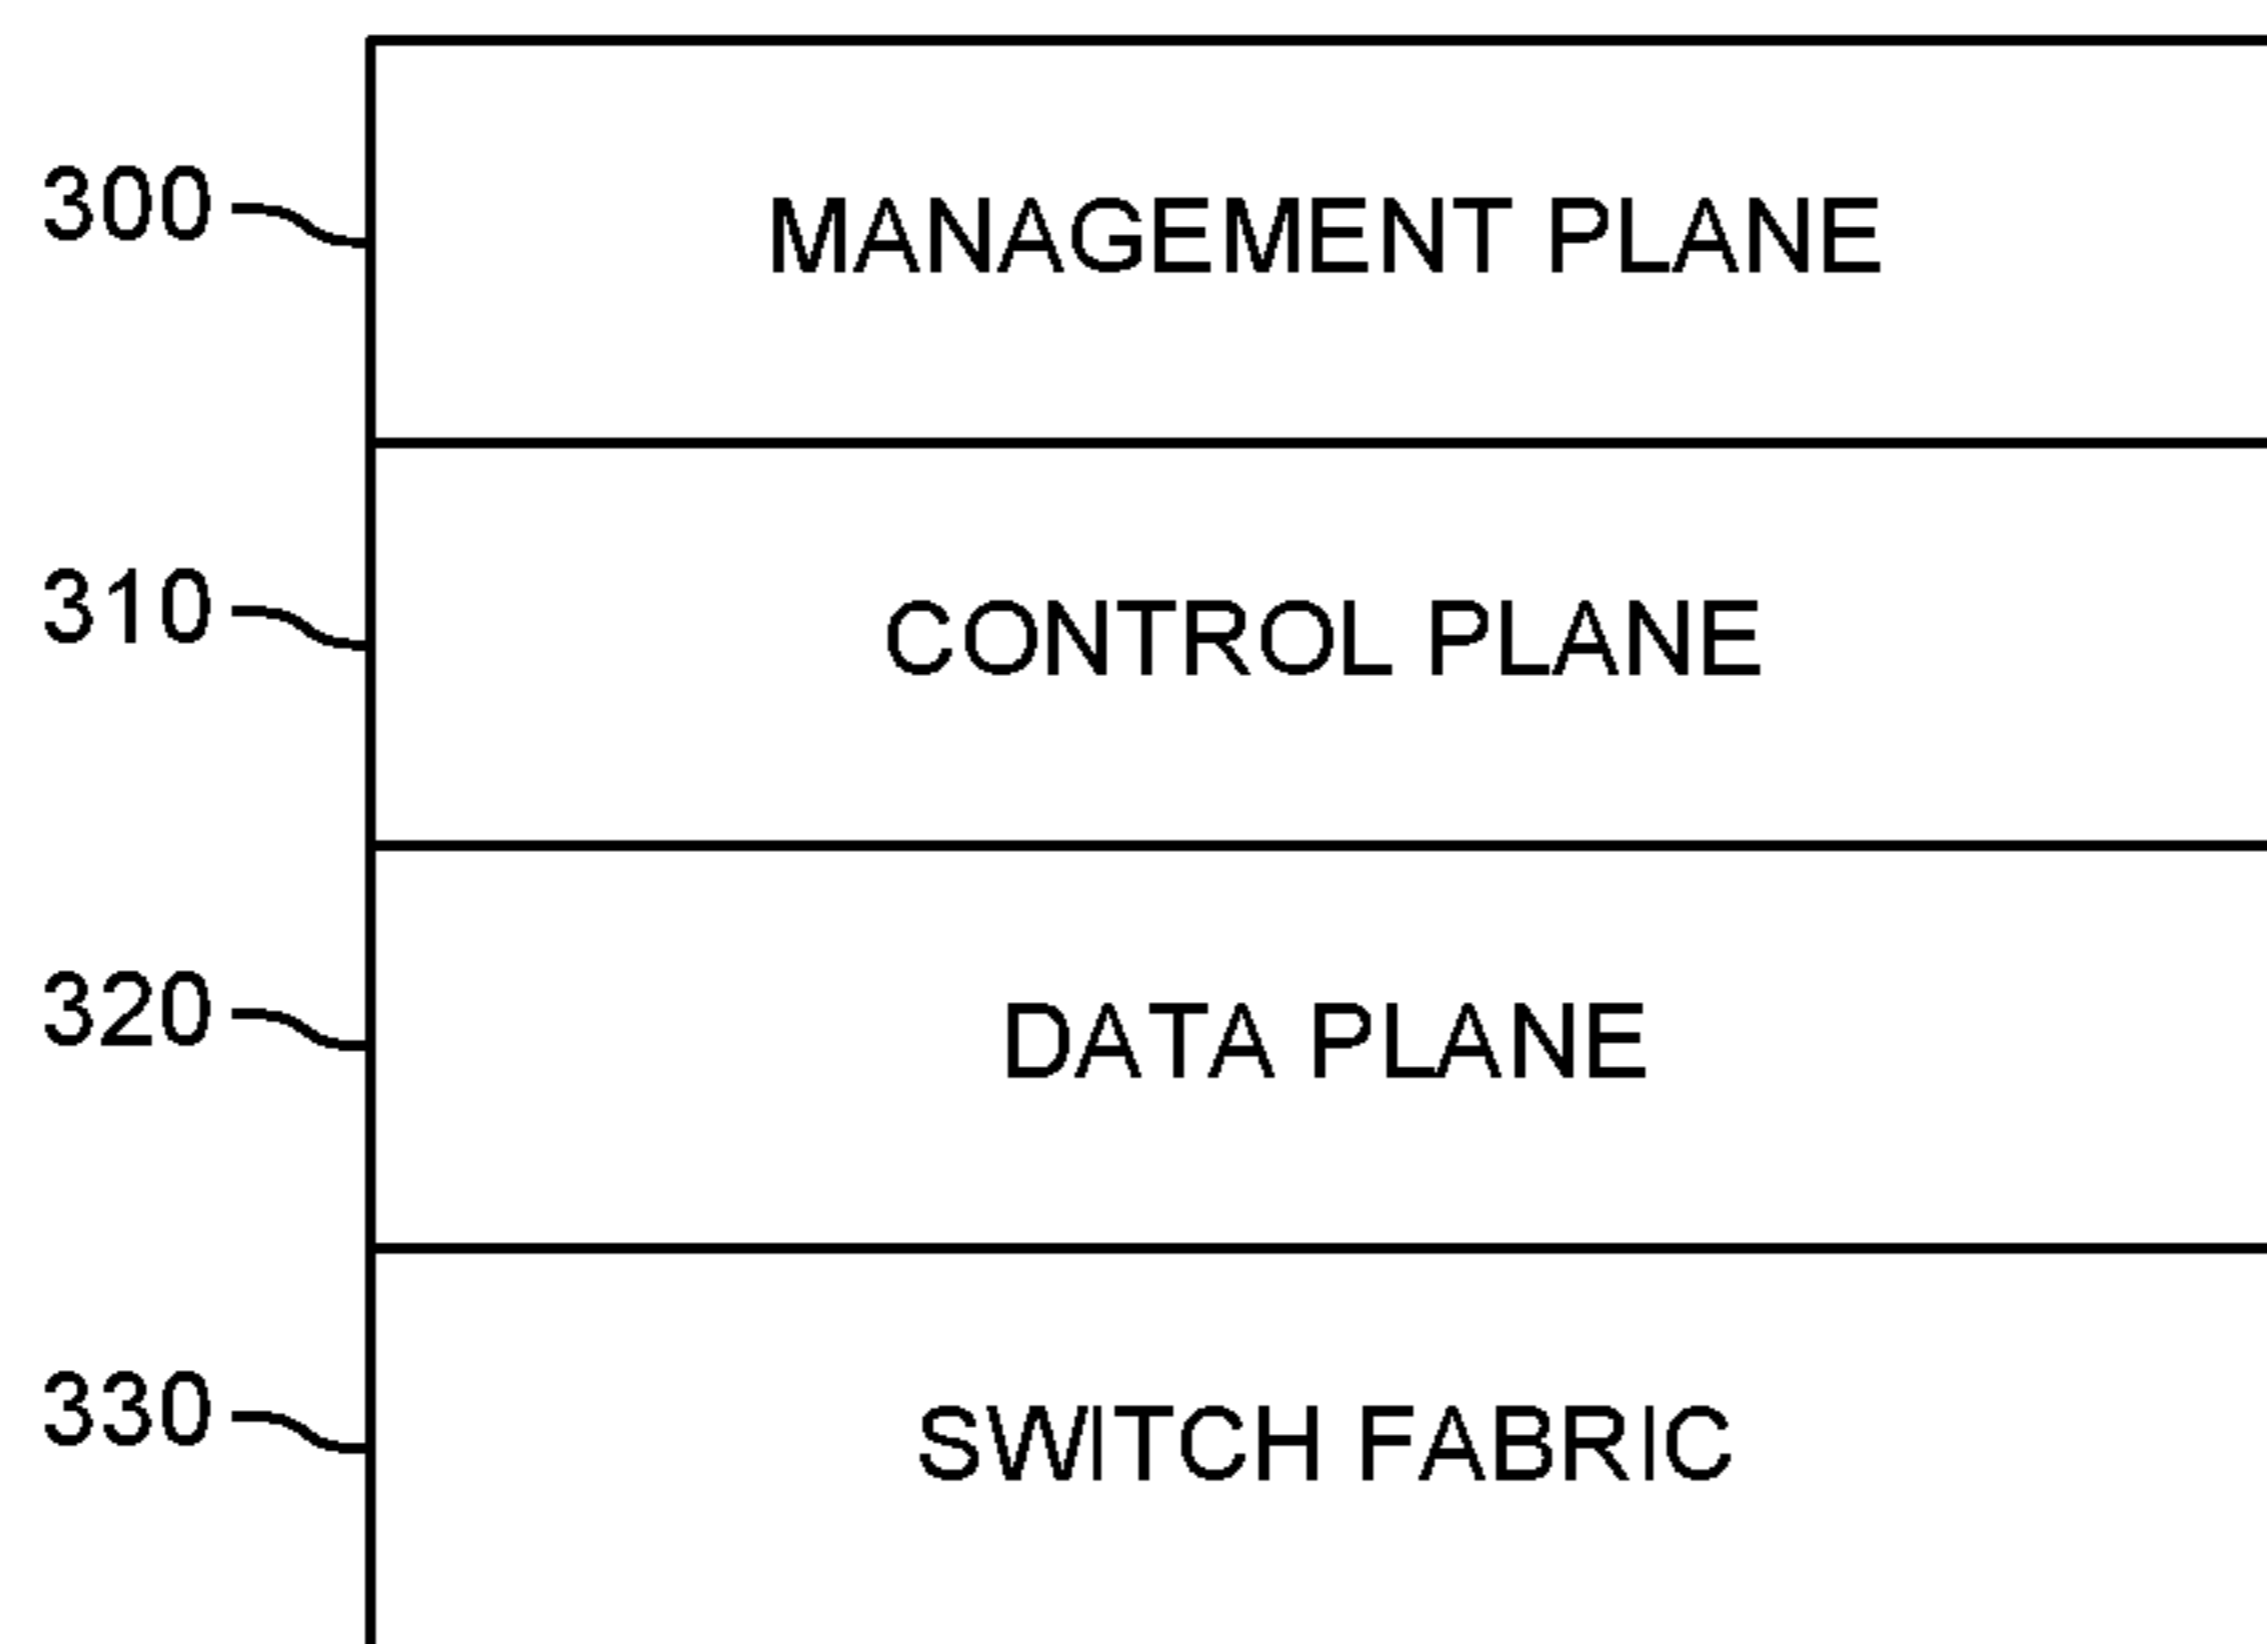 300
MANAGEMENT PLANE
310
CONTROL PLANE
320
DATA PLANE
330
SWITCH FABRIC